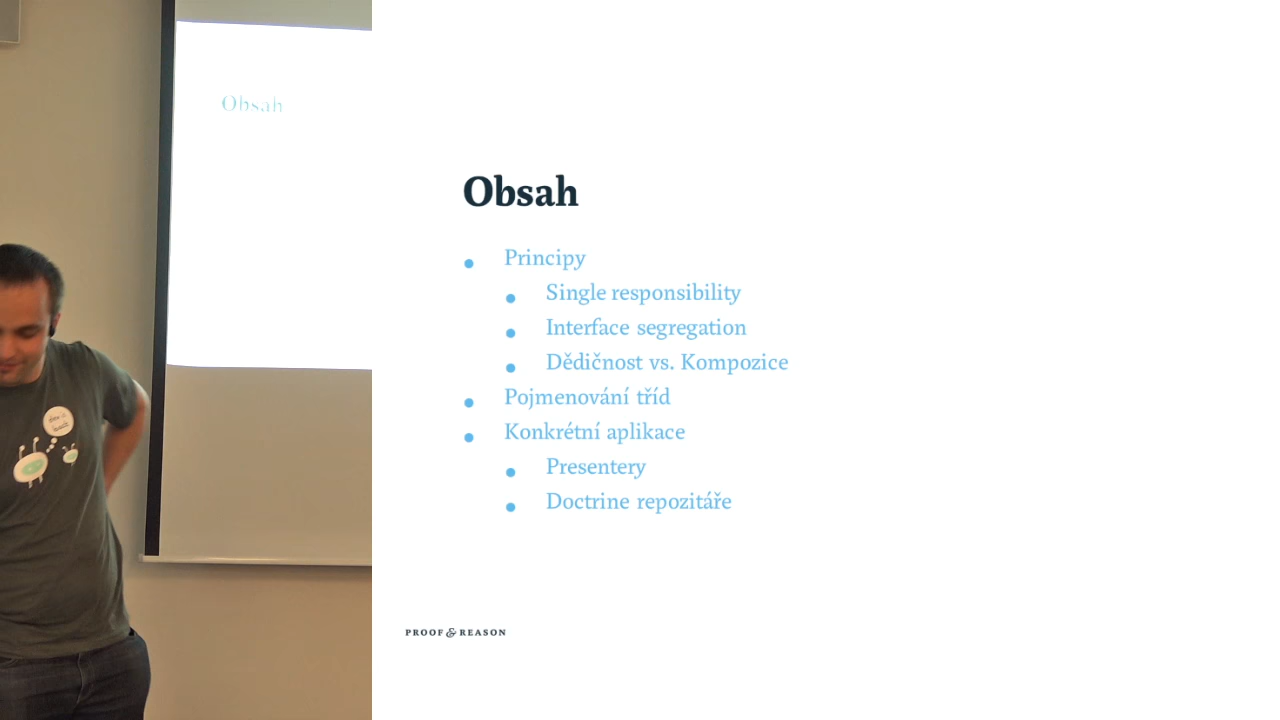 Obsah
Obsah
Principy
Single responsibility
Interface segregation
Dědičnost vs. Kompozice
Pojmenování tříd
Konkrétní aplikace
Presentery
Doctrine repozitáře
PROOF & REASON